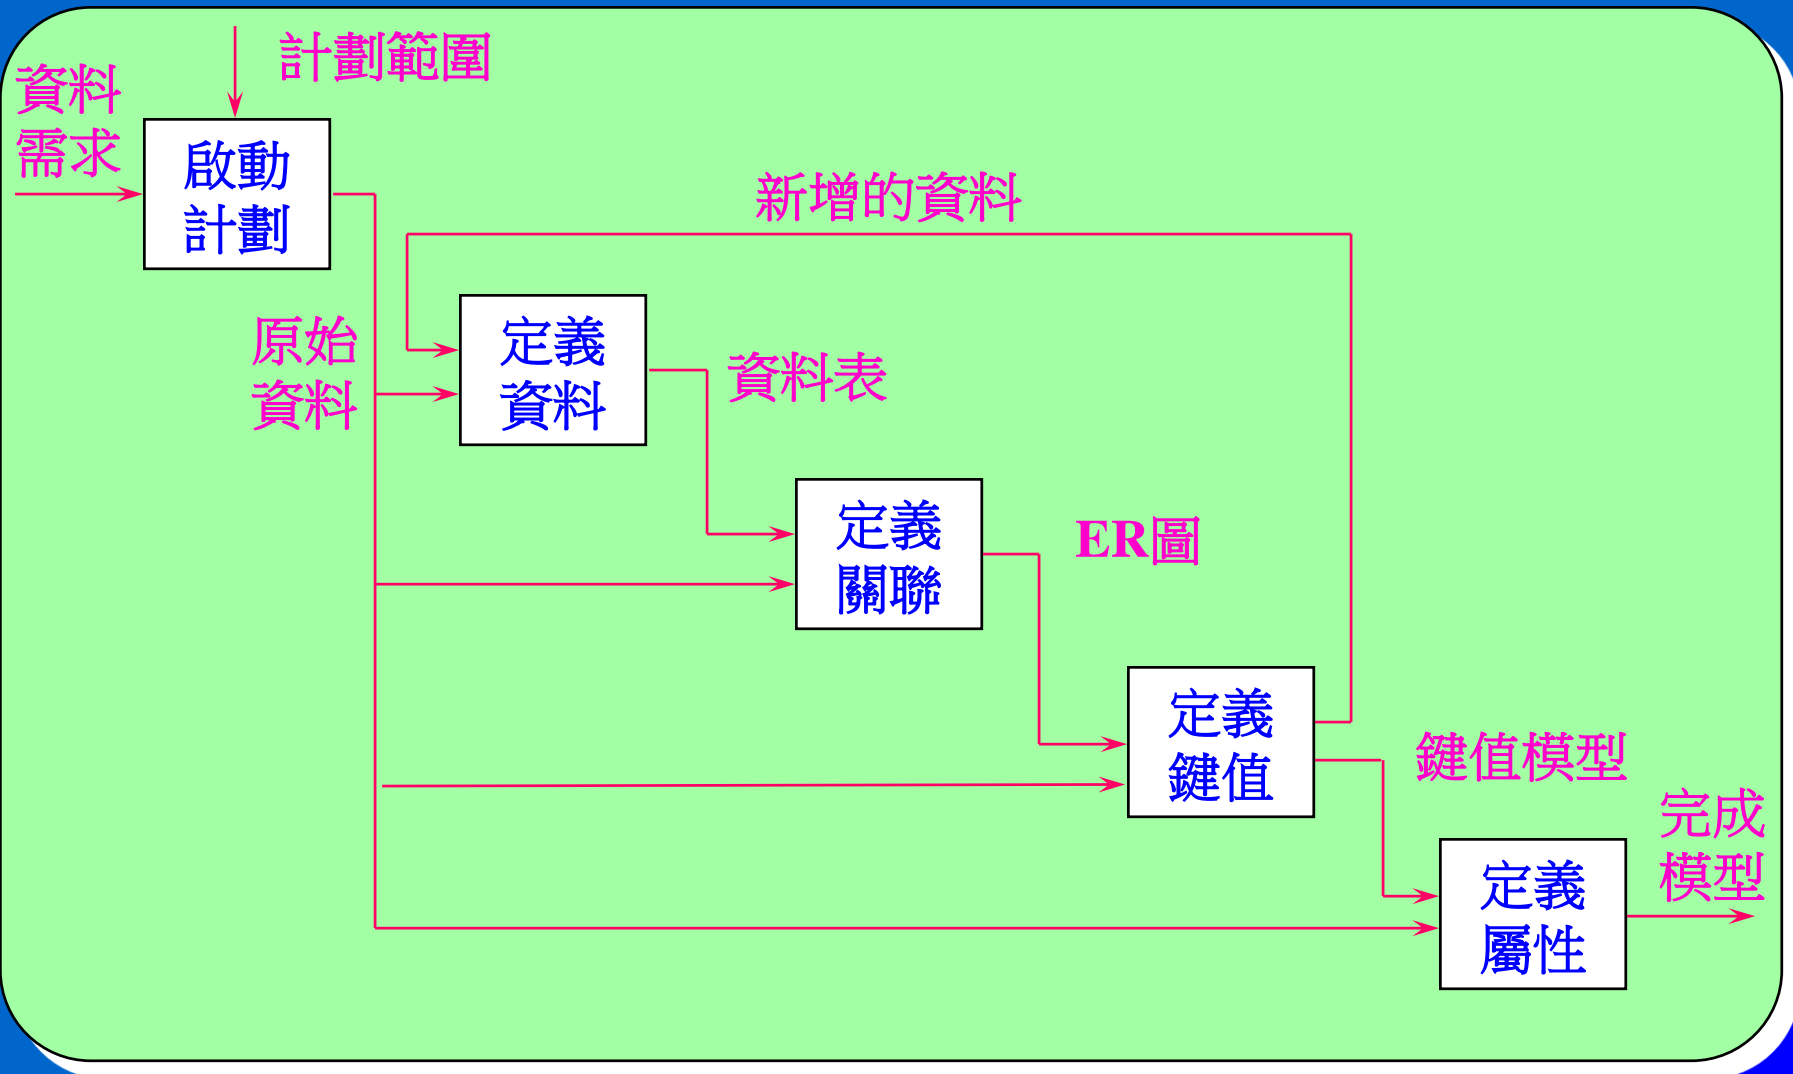 計劃範圍
資料
需求
啟動
計劃
新增的資料
原始
資料
定義
資料
資料表
定義
關聯
ER圖
定義
鍵值
鍵值模型
完成
模型
定義
屬性